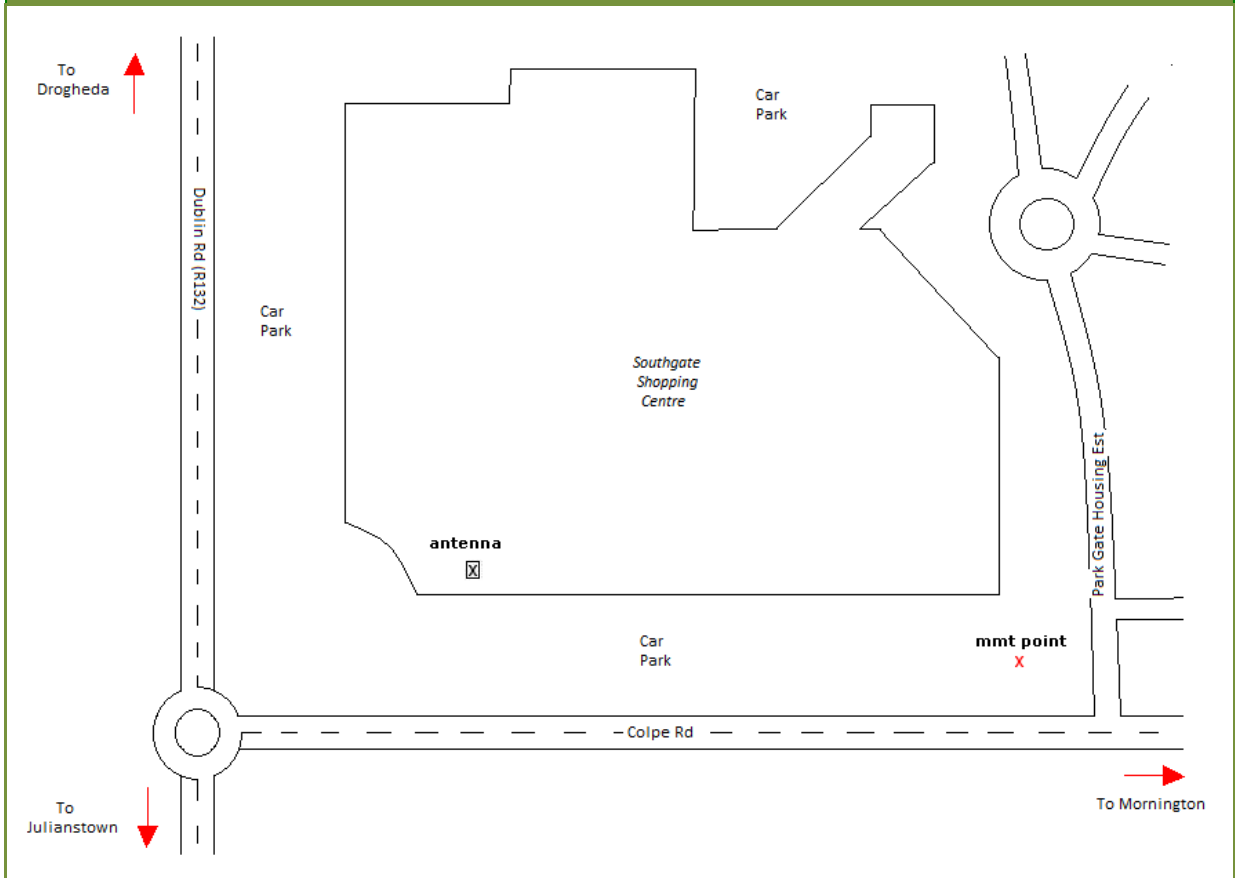 To
Drogheda
Car
Park
Dublin Rd (R132)
Car
Park
Southgate
Shopping
Centre
Park Gate Housing Est
antenna
X
Car
Park
mmt point
X
Colpe Rd
To
Julianstown
To Mornington